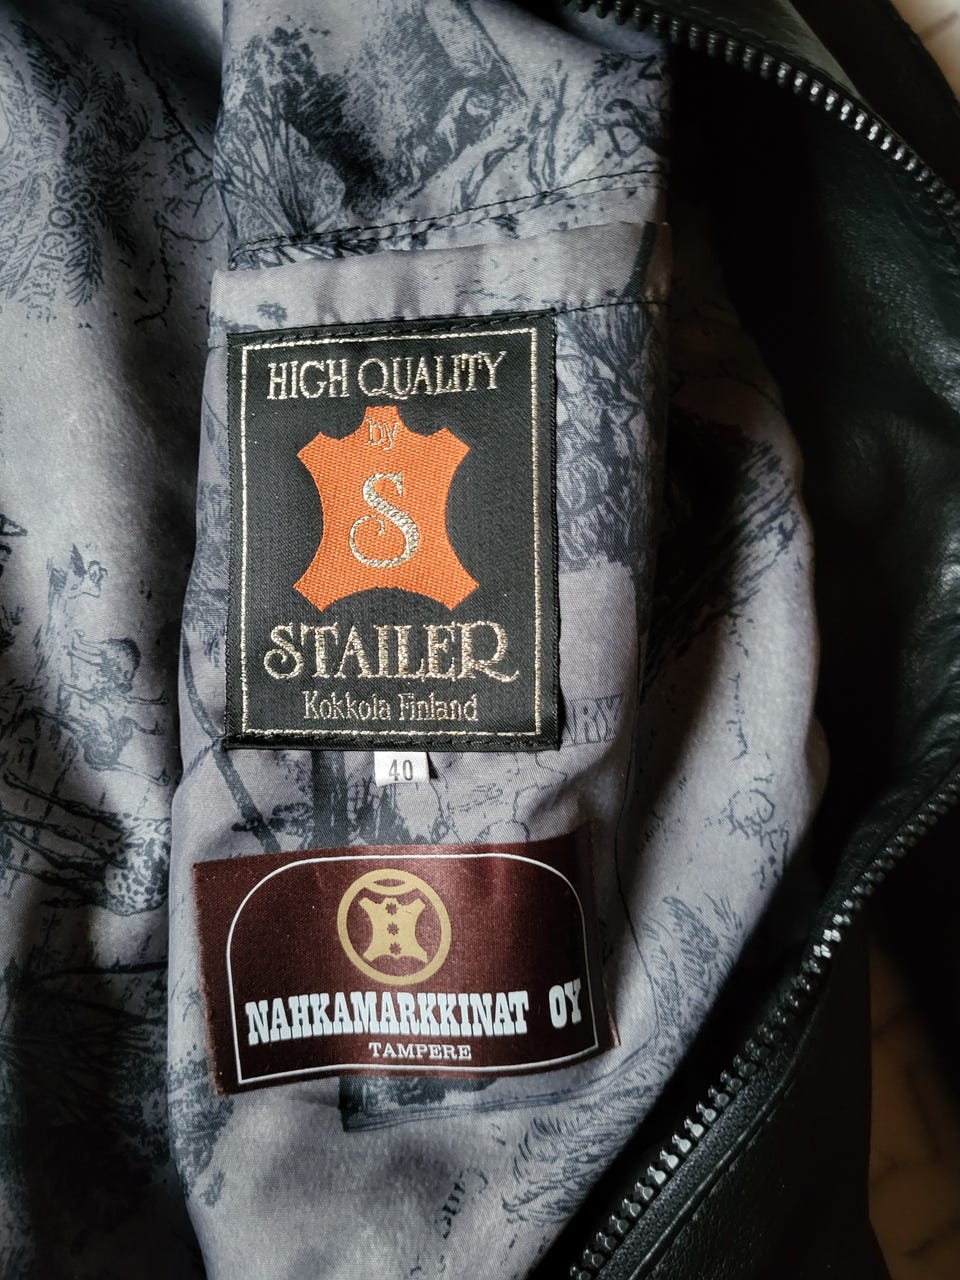 HIGH QUALITY
by
S
STAILER
Kokkola Finland
40
NAHKAMARKKINAT OY
TAMPERE